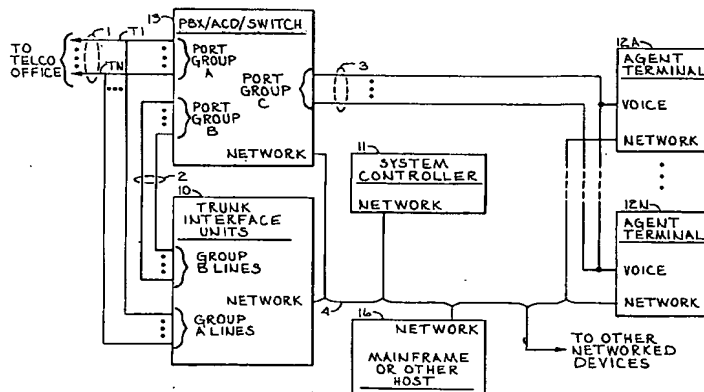 13
PBX/ACD/SWITCH
1
T1
TO
TELCO
OFFICE
TN
PORT
GROUP
A
PORT
GROUP
C
PORT
GROUP
B
NETWORK
3
2
10
TRUNK
INTERFACE
UNITS
GROUP
B LINES
NETWORK
GROUP
A LINES
4
11
SYSTEM
CONTROLLER
NETWORK
16
NETWORK
MAINFRAME
OR OTHER
HOST
12A
AGENT
TERMINAL
VOICE
NETWORK
12N
AGENT
TERMINAL
VOICE
NETWORK
TO OTHER
NETWORKED
DEVICES